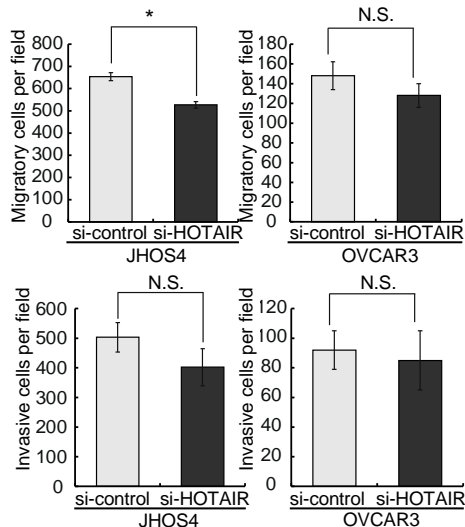 *
Migratory cells per field
800
700
600
500
400
300
200
100
0
si-control si-HOTAIR
JHOS4
N.S.
Migratory cells per field
180
160
140
120
100
80
60
40
20
0
si-control si-HOTAIR
OVCAR3
N.S.
Invasive cells per field
600
500
400
300
200
100
0
si-control si-HOTAIR
JHOS4
N.S.
Invasive cells per field
120
100
80
60
40
20
0
si-control si-HOTAIR
OVCAR3